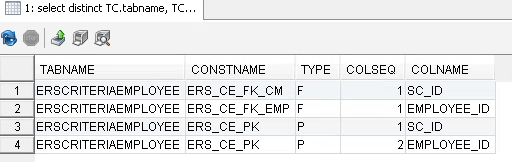 1: select distinct TC.tabname, TC...
TABNAME CONSTNAME TYPE COLSEQ COLNAME
1 ERSCRITERIAEMPLOYEE ERS_CE_FK_CM F 1 SC_ID
2 ERSCRITERIAEMPLOYEE ERS_CE_FK_EMP F 1 EMPLOYEE_ID
3 ERSCRITERIAEMPLOYEE ERS_CE_PK P 1 SC_ID
4 ERSCRITERIAEMPLOYEE ERS_CE_PK P 2 EMPLOYEE_ID